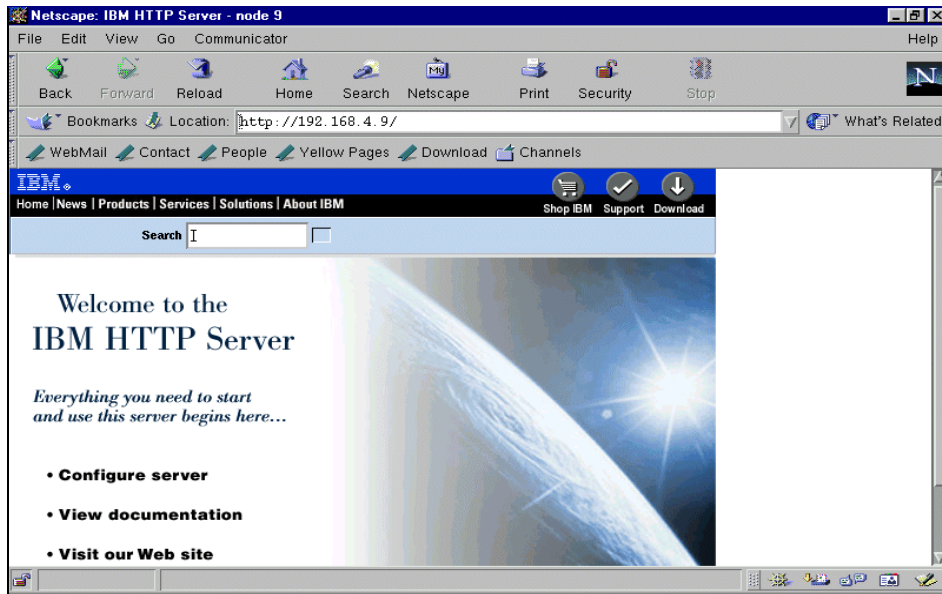 Netscape: IBM HTTP Server - node 9
File Edit View Go Communicator Help
Back Forward Reload Home Search Netscape Print Security Stop
My
N
Bookmarks Location: http://192.168.4.9/ What's Related
WebMail Contact People Yellow Pages Download Channels
IBM
Home | News | Products | Services | Solutions | About IBM
Shop IBM Support Download
Search
Welcome to the
IBM HTTP Server
Everything you need to start
and use this server begins here...
• Configure server
• View documentation
• Visit our Web site